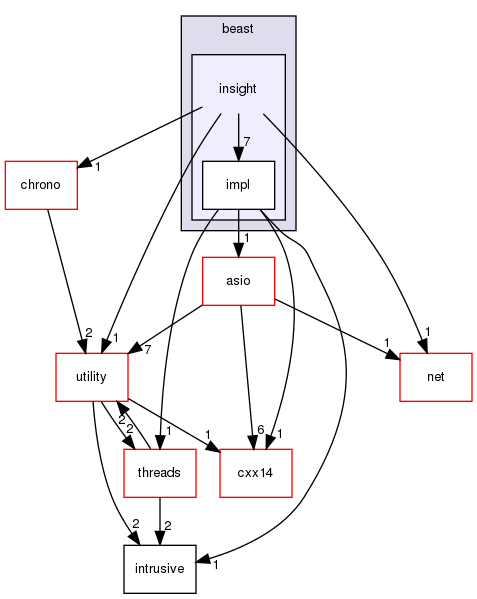 beast
insight
7
1
chrono
impl
1
asio
2
1
1
1
7
utility
net
2
2
1
1
6
1
threads
cxx14
2
2
1
intrusive